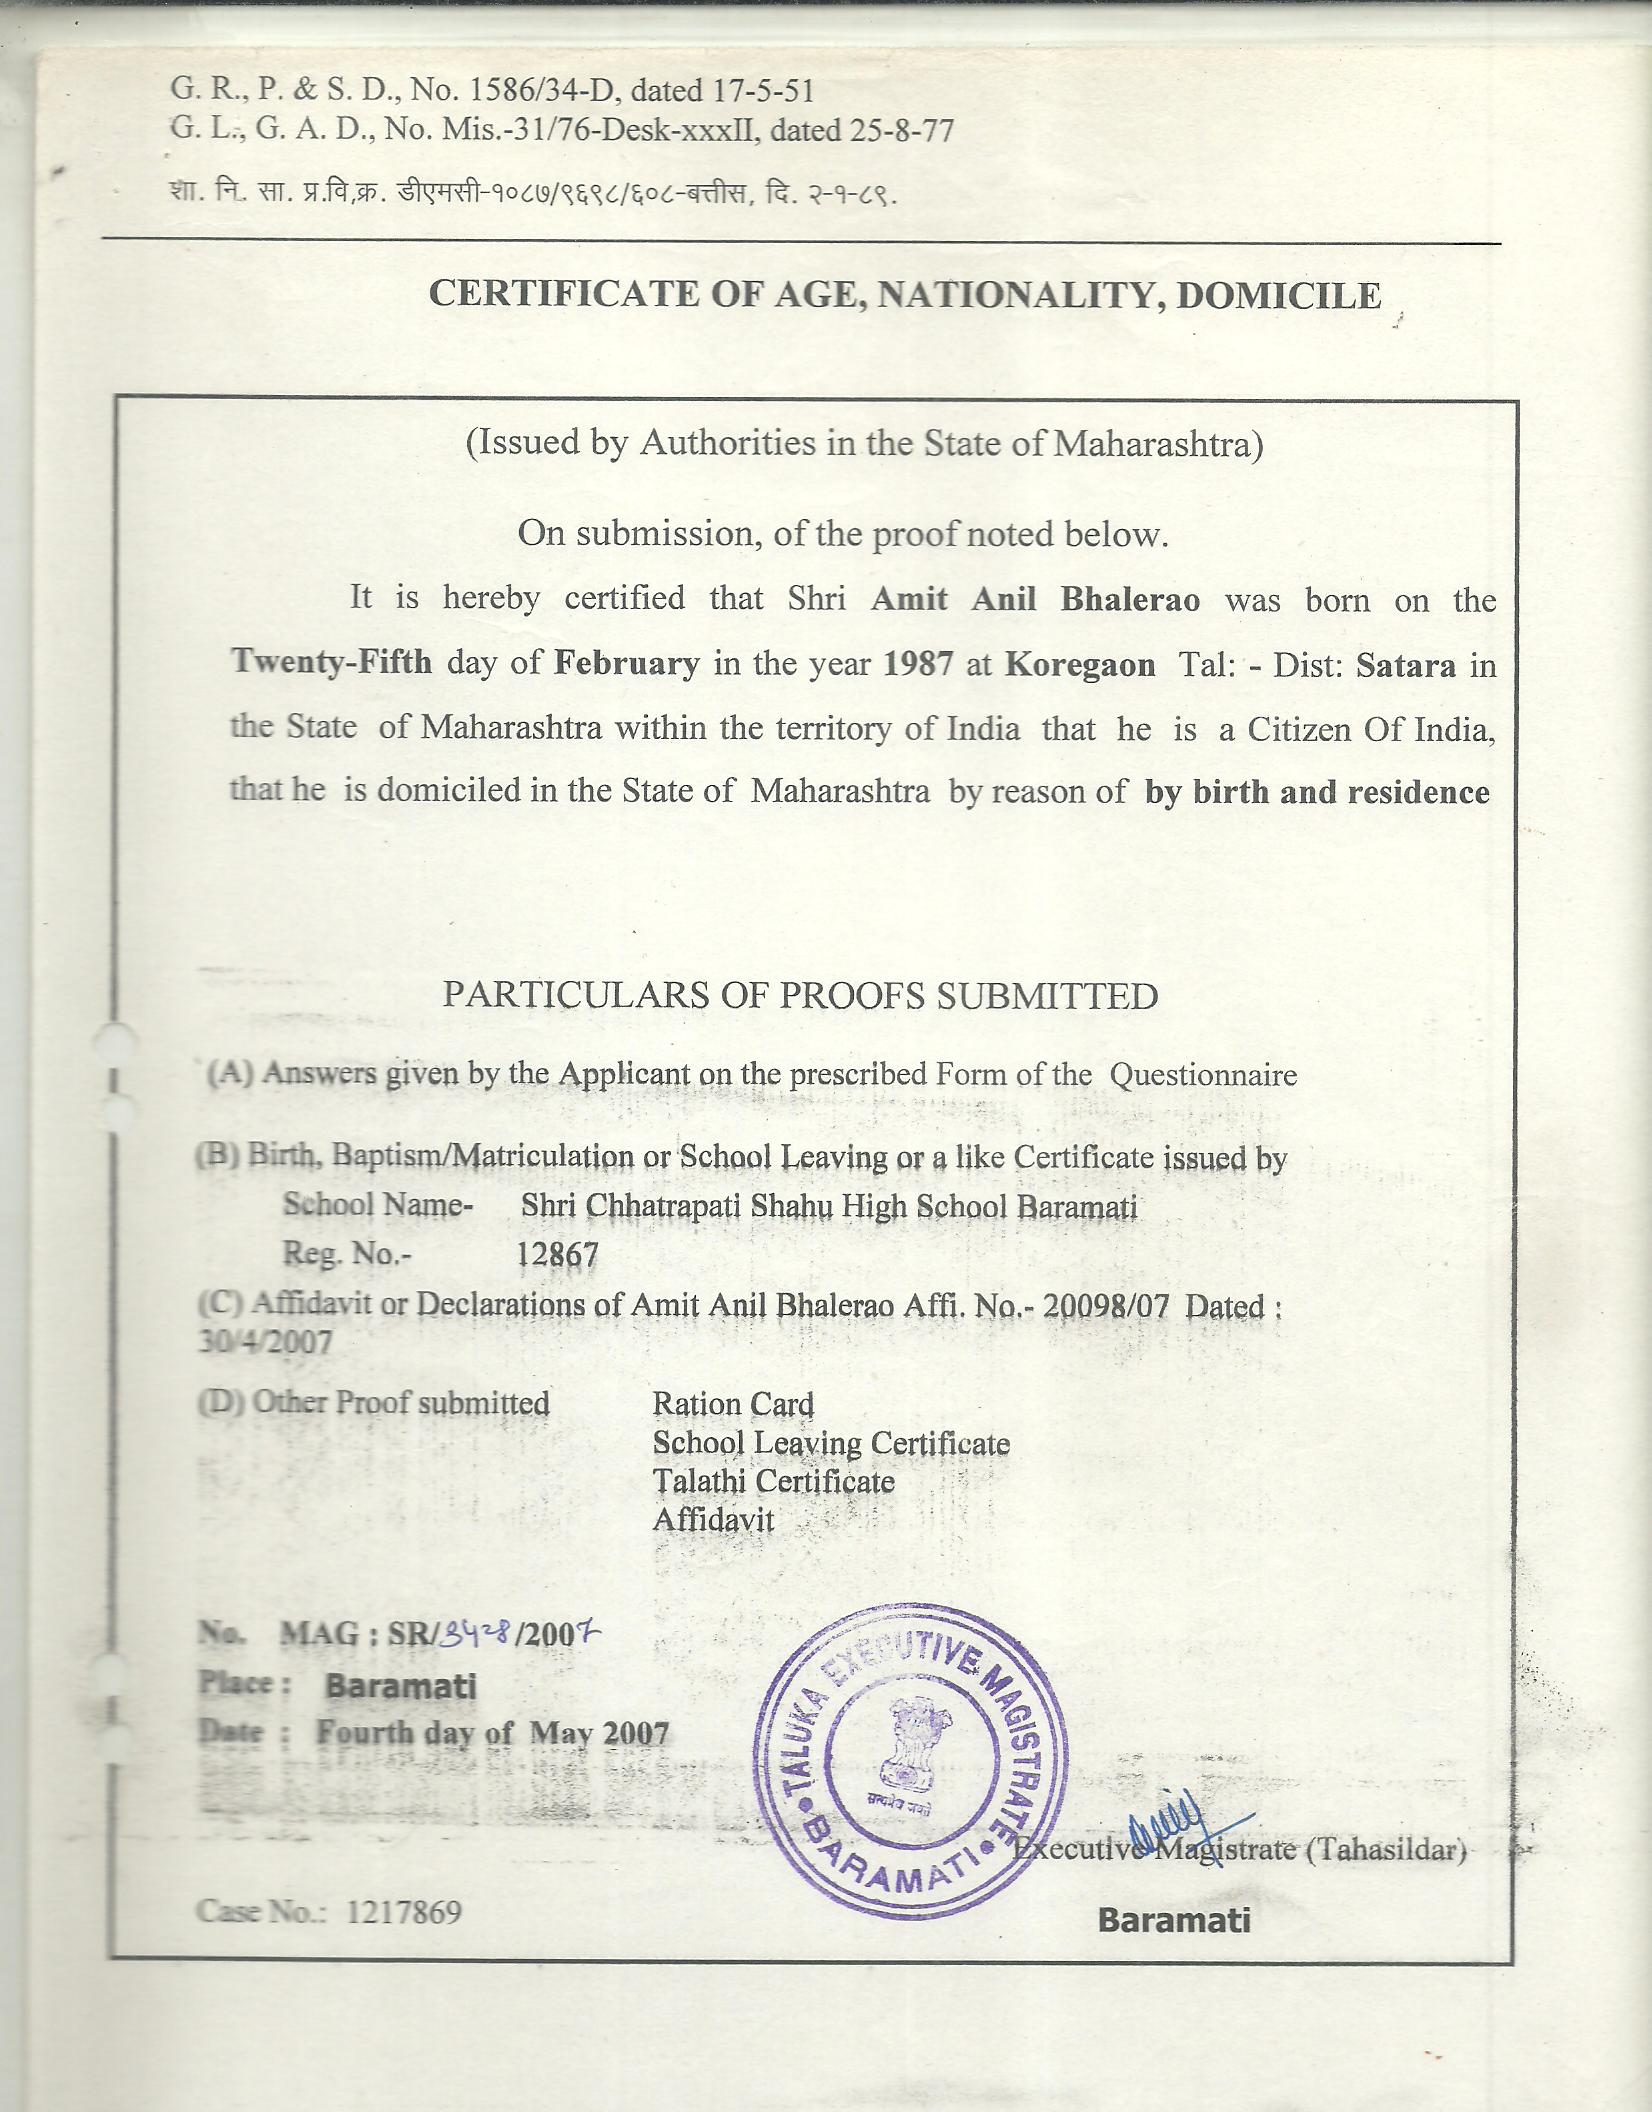 G. R., P. & S. D., No. 1586/34-D, dated 17-5-51
G. L., G. A. D., No. Mis.-31/76-Desk-xxxII, dated 25-8-77
शा. नि. सा. प्र.वि,क्र. डीएमसी-१०८७/९६९८/६०८-बत्तीस, दि. २-१-८९.
CERTIFICATE OF AGE, NATIONALITY, DOMICILE
(Issued by Authorities in the State of Maharashtra)
On submission, of the proof noted below.
It is hereby certified that Shri Amit Anil Bhalerao was born on the
Twenty-Fifth day of February in the year 1987 at Koregaon Tal: - Dist: Satara in
the State of Maharashtra within the territory of India that he is a Citizen Of India,
that he is domiciled in the State of Maharashtra by reason of by birth and residence
PARTICULARS OF PROOFS SUBMITTED
(A) Answers given by the Applicant on the prescribed Form of the Questionnaire
(B) Birth, Baptism/Matriculation or School Leaving or a like Certificate issued by
School Name- Shri Chhatrapati Shahu High School Baramati
Reg. No.- 12867
(C) Affidavit or Declarations of Amit Anil Bhalerao Affi. No.- 20098/07 Dated :
30/4/2007
(D) Other Proof submitted Ration Card
School Leaving Certificate
Talathi Certificate
Affidavit
No. MAG : SR/3428/2007
Place : Baramati
Date : Fourth day of May 2007
TALUKA EXECUTIVE MAGISTRATE
सत्यमेव जयते
BARAMATI
Executive Magistrate (Tahasildar)
Case No.: 1217869
Baramati